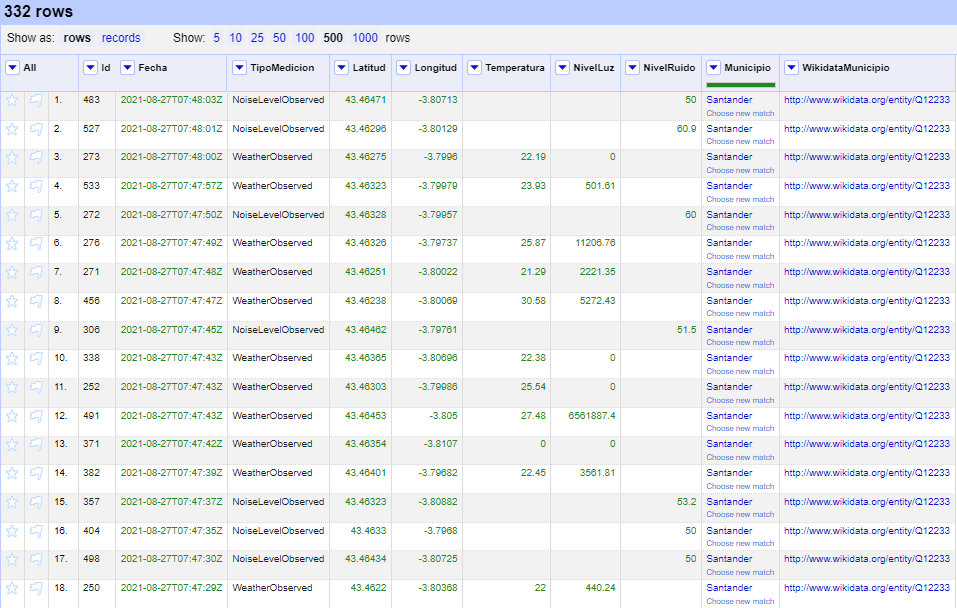 332 rows
Show as: rows records Show: 5 10 25 50 100 500 1000 rows
All Id Fecha TipoMedicion Latitud Longitud Temperatura NivelLuz NivelRuido Municipio WikidataMunicipio
1. 483 2021-08-27T07:48:03Z NoiseLevelObserved 43.46471 -3.80713 50 Santander http://www.wikidata.org/entity/Q12233
Choose new match
2. 527 2021-08-27T07:48:01Z NoiseLevelObserved 43.46296 -3.80129 60.9 Santander http://www.wikidata.org/entity/Q12233
Choose new match
3. 273 2021-08-27T07:48:00Z WeatherObserved 43.46275 -3.7996 22.19 0 Santander http://www.wikidata.org/entity/Q12233
Choose new match
4. 533 2021-08-27T07:47:57Z WeatherObserved 43.46323 -3.79979 23.93 501.61 Santander http://www.wikidata.org/entity/Q12233
Choose new match
5. 272 2021-08-27T07:47:50Z NoiseLevelObserved 43.46328 -3.79957 60 Santander http://www.wikidata.org/entity/Q12233
Choose new match
6. 276 2021-08-27T07:47:49Z WeatherObserved 43.46326 -3.79737 25.87 11206.76 Santander http://www.wikidata.org/entity/Q12233
Choose new match
7. 271 2021-08-27T07:47:48Z WeatherObserved 43.46251 -3.80022 21.29 2221.35 Santander http://www.wikidata.org/entity/Q12233
Choose new match
8. 456 2021-08-27T07:47:47Z WeatherObserved 43.46238 -3.80069 30.58 5272.43 Santander http://www.wikidata.org/entity/Q12233
Choose new match
9. 306 2021-08-27T07:47:45Z NoiseLevelObserved 43.46462 -3.79761 51.5 Santander http://www.wikidata.org/entity/Q12233
Choose new match
10. 338 2021-08-27T07:47:43Z WeatherObserved 43.46365 -3.80696 22.38 0 Santander http://www.wikidata.org/entity/Q12233
Choose new match
11. 252 2021-08-27T07:47:43Z WeatherObserved 43.46303 -3.79986 25.54 0 Santander http://www.wikidata.org/entity/Q12233
Choose new match
12. 491 2021-08-27T07:47:43Z WeatherObserved 43.46453 -3.805 27.48 6561887.4 Santander http://www.wikidata.org/entity/Q12233
Choose new match
13. 371 2021-08-27T07:47:42Z WeatherObserved 43.46354 -3.8107 0 0 Santander http://www.wikidata.org/entity/Q12233
Choose new match
14. 382 2021-08-27T07:47:39Z WeatherObserved 43.46401 -3.79682 22.45 3561.81 Santander http://www.wikidata.org/entity/Q12233
Choose new match
15. 357 2021-08-27T07:47:37Z NoiseLevelObserved 43.46323 -3.80882 53.2 Santander http://www.wikidata.org/entity/Q12233
Choose new match
16. 404 2021-08-27T07:47:35Z NoiseLevelObserved 43.4633 -3.7968 50 Santander http://www.wikidata.org/entity/Q12233
Choose new match
17. 498 2021-08-27T07:47:30Z NoiseLevelObserved 43.46434 -3.80725 50 Santander http://www.wikidata.org/entity/Q12233
Choose new match
18. 250 2021-08-27T07:47:29Z WeatherObserved 43.4622 -3.80368 22 440.24 Santander http://www.wikidata.org/entity/Q12233
Choose new match